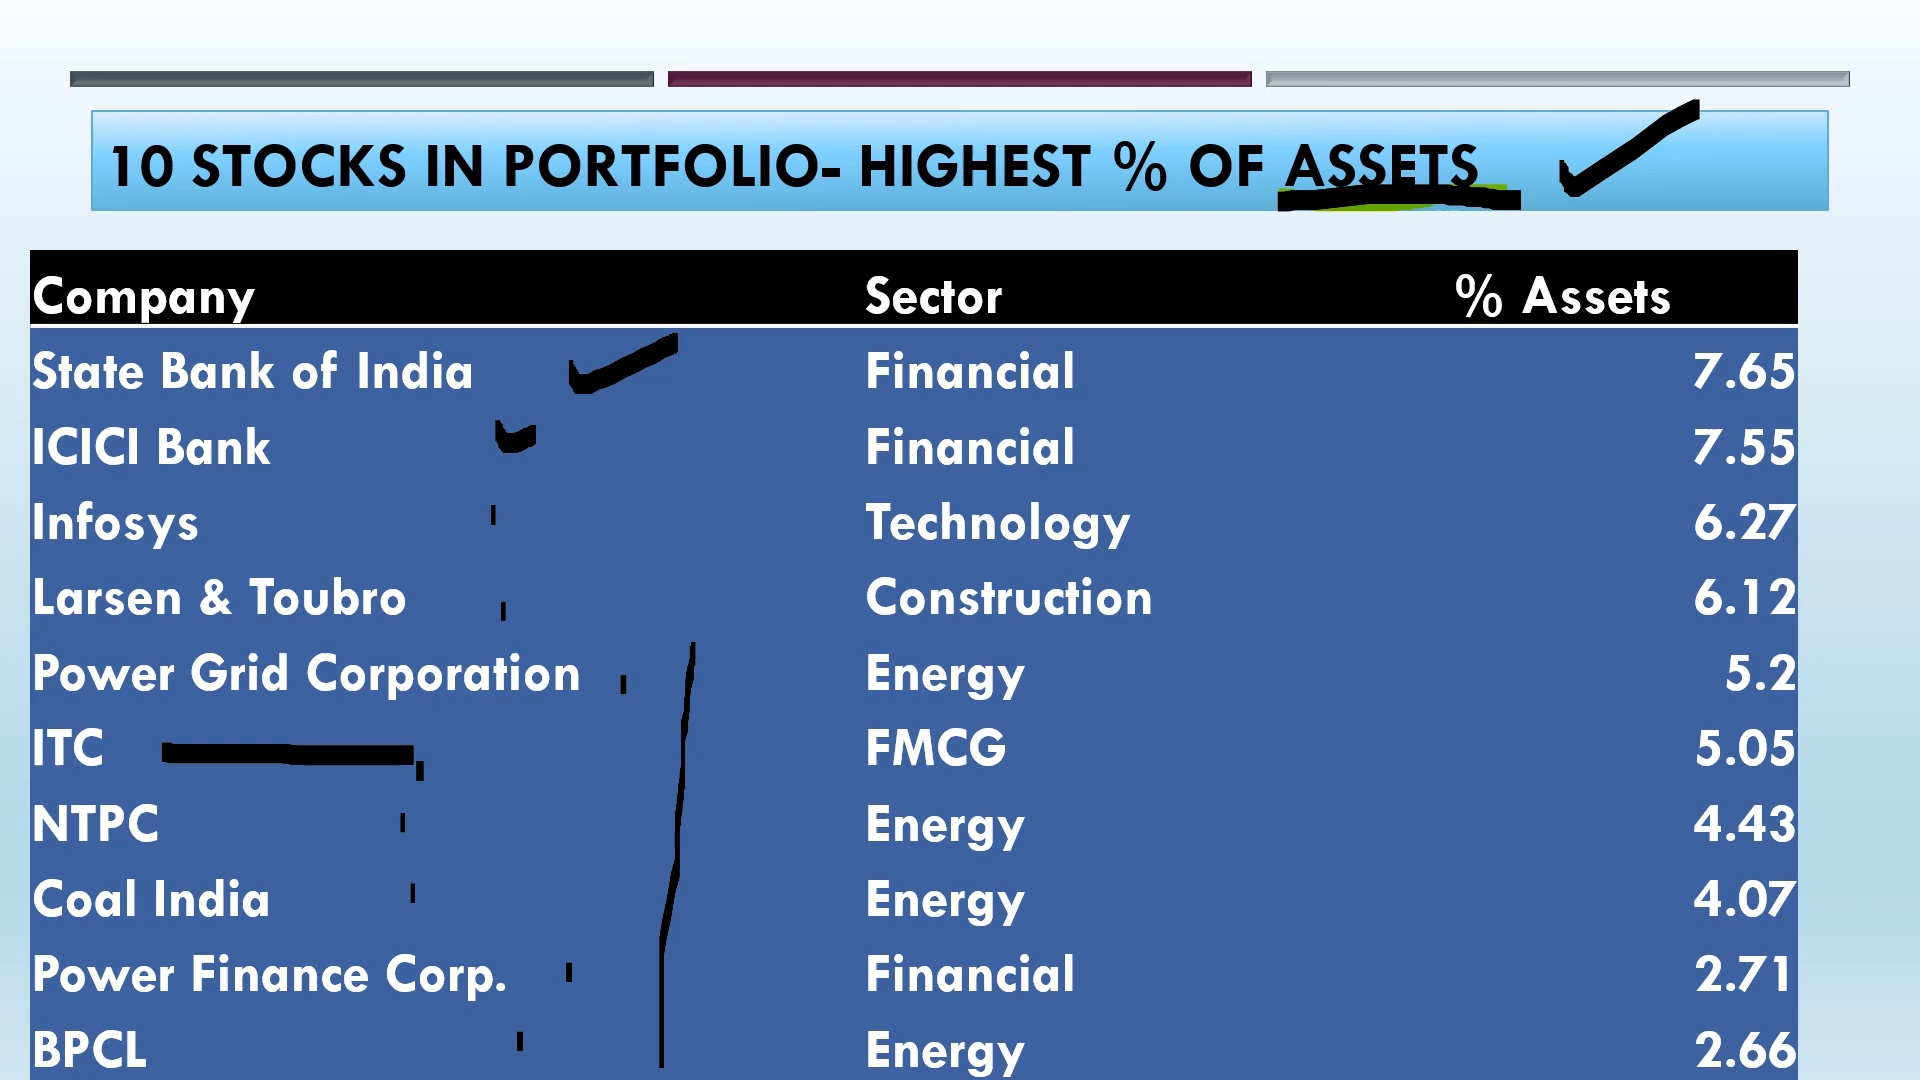 10 STOCKS IN PORTFOLIO- HIGHEST % OF ASSETS
Company Sector % Assets
State Bank of India Financial 7.65
ICICI Bank Financial 7.55
Infosys Technology 6.27
Larsen & Toubro Construction 6.12
Power Grid Corporation Energy 5.2
ITC FMCG 5.05
NTPC Energy 4.43
Coal India Energy 4.07
Power Finance Corp. Financial 2.71
BPCL Energy 2.66